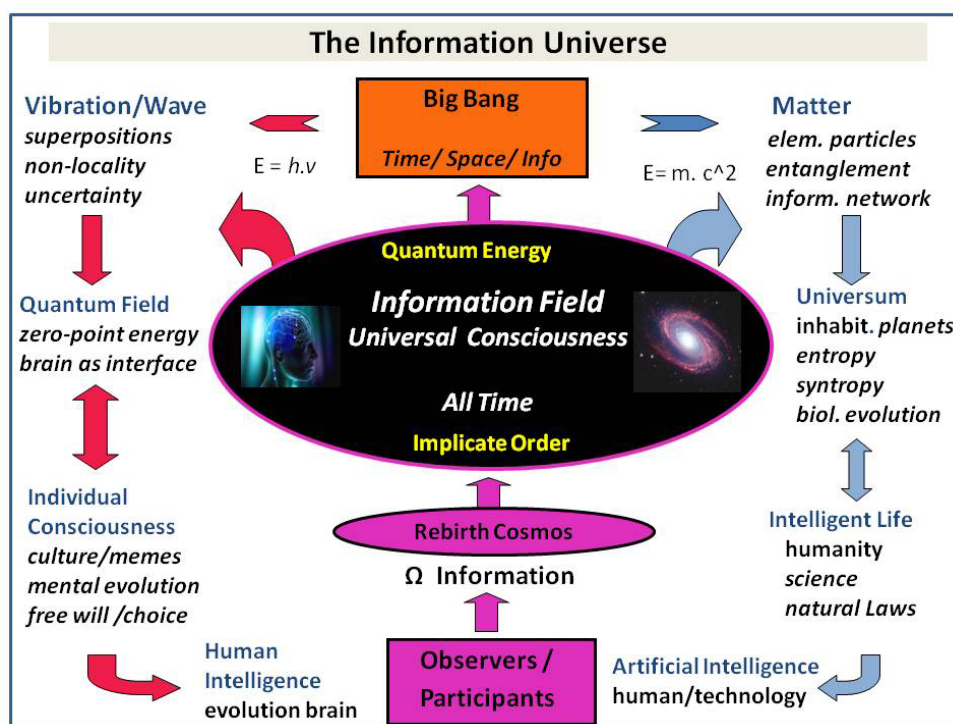 The Information Universe
Vibration/Wave
superpositions
non-locality
uncertainty
E = h.v
Big Bang
Time/ Space/ Info
E= m. c^2
Matter
elem. particles
entanglement
inform. network
Quantum Field
zero-point energy
brain as interface
Quantum Energy
Information Field
Universal Consciousness
All Time
Implicate Order
Universum
inhabit. planets
entropy
syntropy
biol. evolution
Individual
Consciousness
culture/memes
mental evolution
free will /choice
Rebirth Cosmos
Ω Information
Intelligent Life
humanity
science
natural Laws
Human
Intelligence
evolution brain
Observers /
Participants
Artificial Intelligence
human/technology